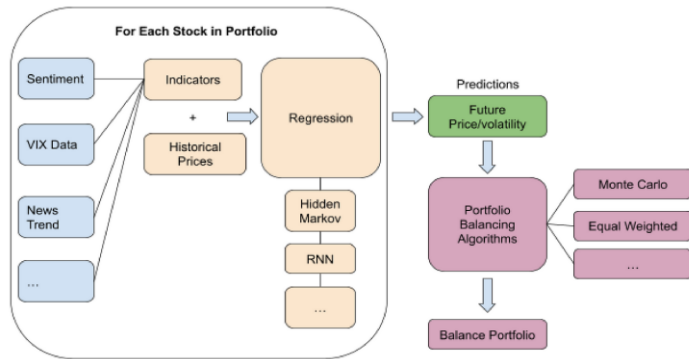 For Each Stock in Portfolio
Sentiment
VIX Data
News
Trend
…
Indicators
+
Historical
Prices
Regression
Hidden
Markov
RNN
…
Predictions
Future
Price/volatility
Portfolio
Balancing
Algorithms
Monte Carlo
Equal Weighted
…
Balance Portfolio